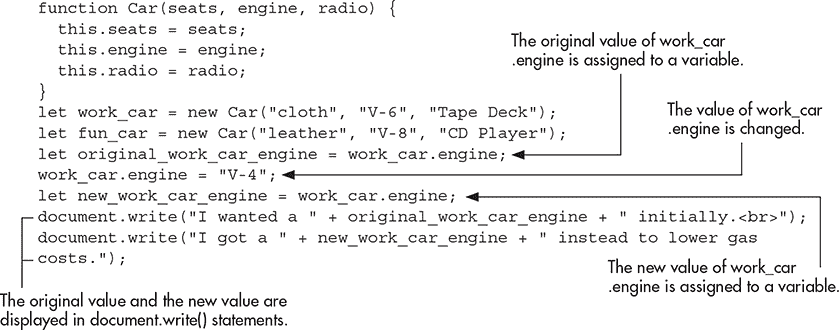 function Car(seats, engine, radio) {
this.seats = seats;
this.engine = engine;
this.radio = radio;
}
let work_car = new Car("cloth", "V-6", "Tape Deck");
let fun_car = new Car("leather", "V-8", "CD Player");
let original_work_car_engine = work_car.engine;
work_car.engine = "V-4";
let new_work_car_engine = work_car.engine;
document.write("I wanted a " + original_work_car_engine + " initially.<br>");
document.write("I got a " + new_work_car_engine + " instead to lower gas
costs.");
The original value of work_car
.engine is assigned to a variable.
The value of work_car
.engine is changed.
The new value of work_car
.engine is assigned to a variable.
The original value and the new value are
displayed in document.write() statements.